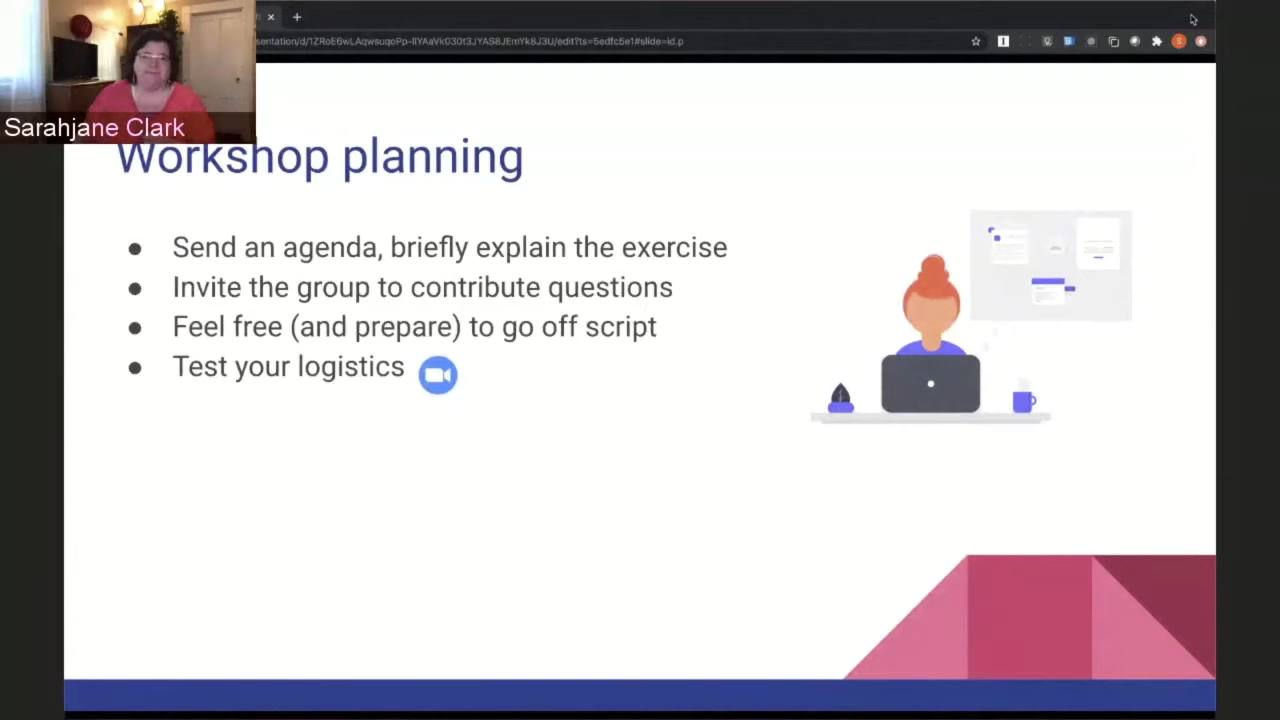 Sarahjane Clark
Workshop planning
● Send an agenda, briefly explain the exercise
● Invite the group to contribute questions
● Feel free (and prepare) to go off script
● Test your logistics